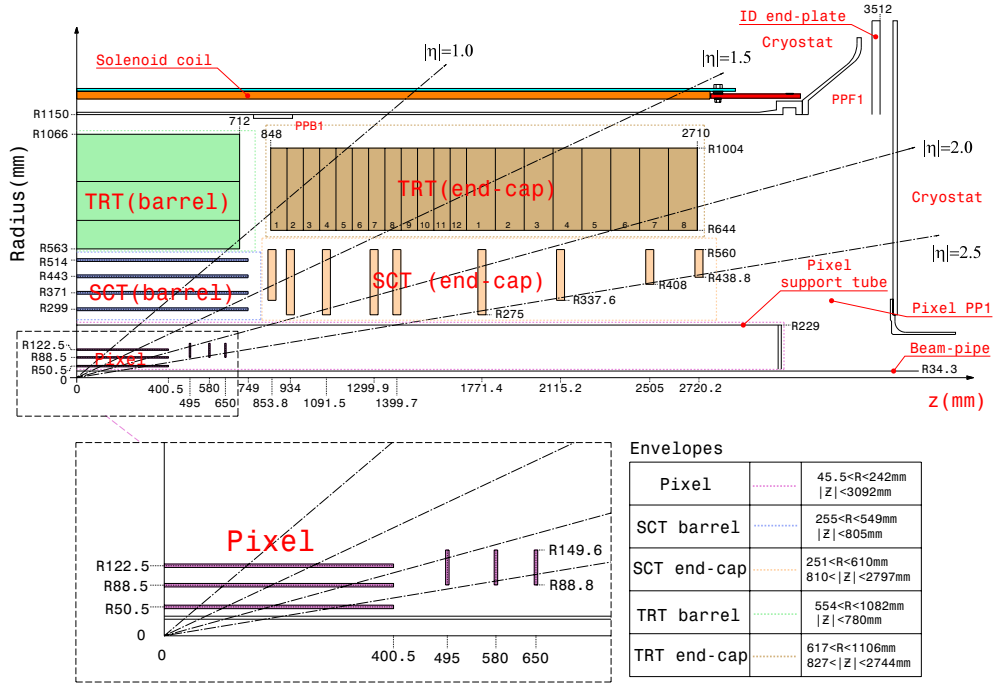 ID end-plate
3512
Cryostat
|η|=1.0
|η|=1.5
Solenoid coil
PPF1
R1150
712
PPB1
848
2710
R1066
R1004
|η|=2.0
TRT(barrel)
TRT(end-cap)
Cryostat
1 2 3 4 5 6 7 8 9 10 11 12 1 2 3 4 5 6 7 8
R644
R563
R560
|η|=2.5
R514
R443
SCT (end-cap)
R438.8
Pixel
support tube
R371
SCT(barrel)
R408
R337.6
R299
R275
Pixel PP1
R229
R122.5
R88.5
Pixel
Beam-pipe
R50.5
R34.3
0
0
400.5 580 749 934 1299.9 1771.4 2115.2 2505 2720.2
495 650 853.8 1091.5 1399.7
Radius(mm)
z(mm)
Pixel
R122.5
R149.6
R88.5
R88.8
R50.5
0
0
400.5 495 580 650
Envelopes
Pixel
45.5<R<242mm
|Z|<3092mm
SCT barrel
255<R<549mm
|Z|<805mm
SCT end-cap
251<R<610mm
810<|Z|<2797mm
TRT barrel
554<R<1082mm
|Z|<780mm
TRT end-cap
617<R<1106mm
827<|Z|<2744mm